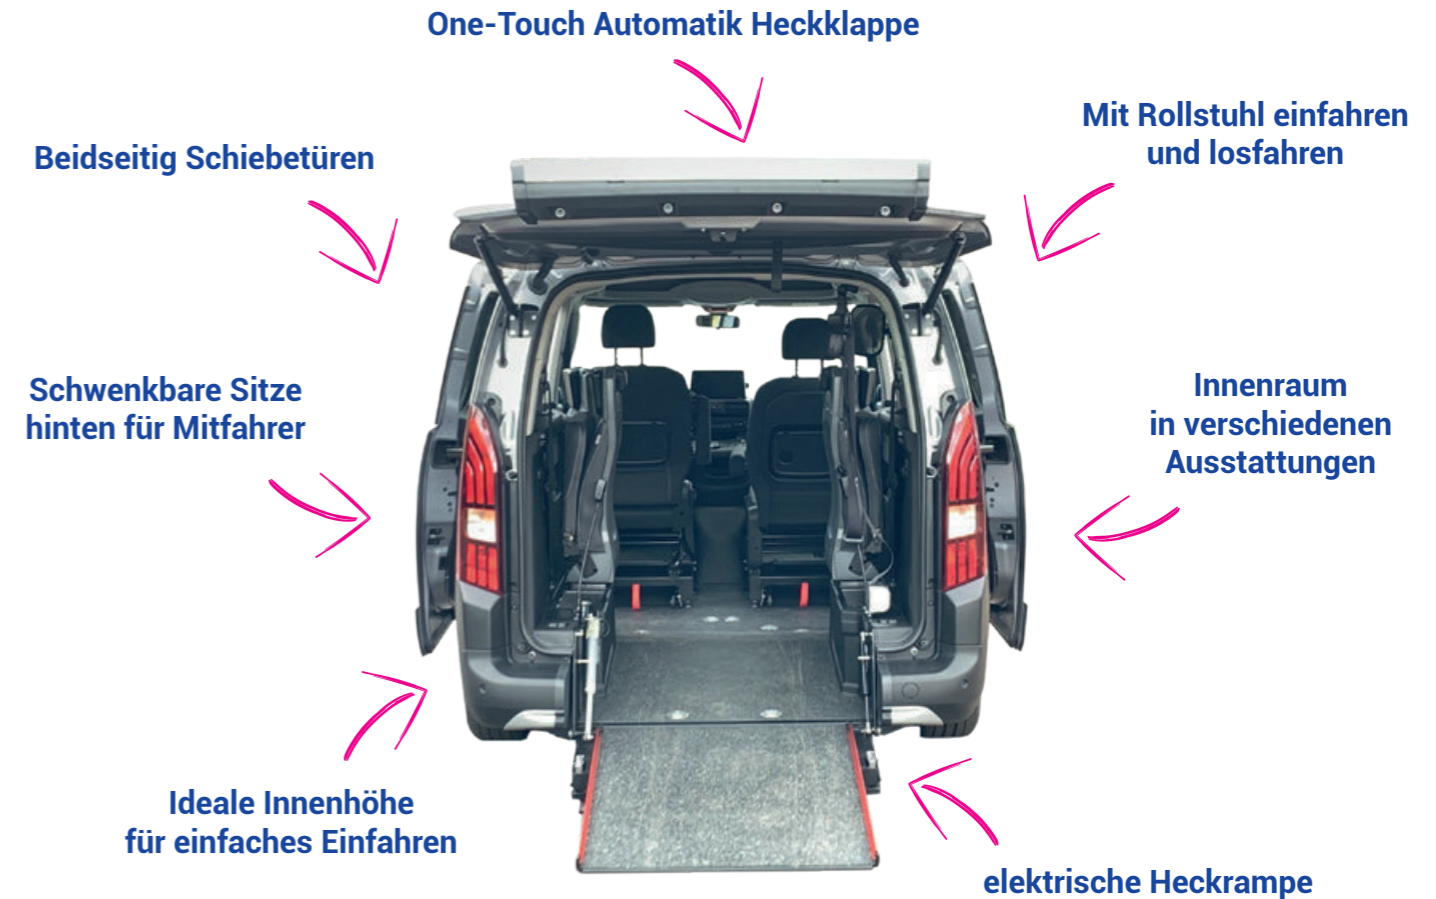 One-Touch Automatik Heckklappe
Mit Rollstuhl einfahren
und losfahren
Beidseitig Schiebetüren
Schwenkbare Sitze
hinten für Mitfahrer
Innenraum
in verschiedenen
Ausstattungen
Ideale Innenhöhe
für einfaches Einfahren
elektrische Heckrampe